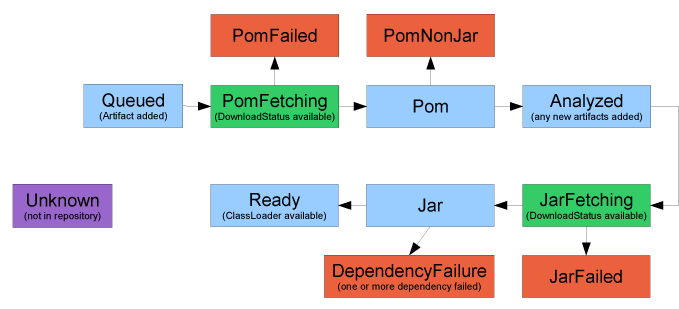 PomFailed
PomNonJar
Queued
(Artifact added)
PomFetching
(DownloadStatus available)
Pom
Analyzed
(any new artifacts added)
Unknown
(not in repository)
Ready
(ClassLoader available)
Jar
JarFetching
(DownloadStatus available)
DependencyFailure
(one or more dependency failed)
JarFailed